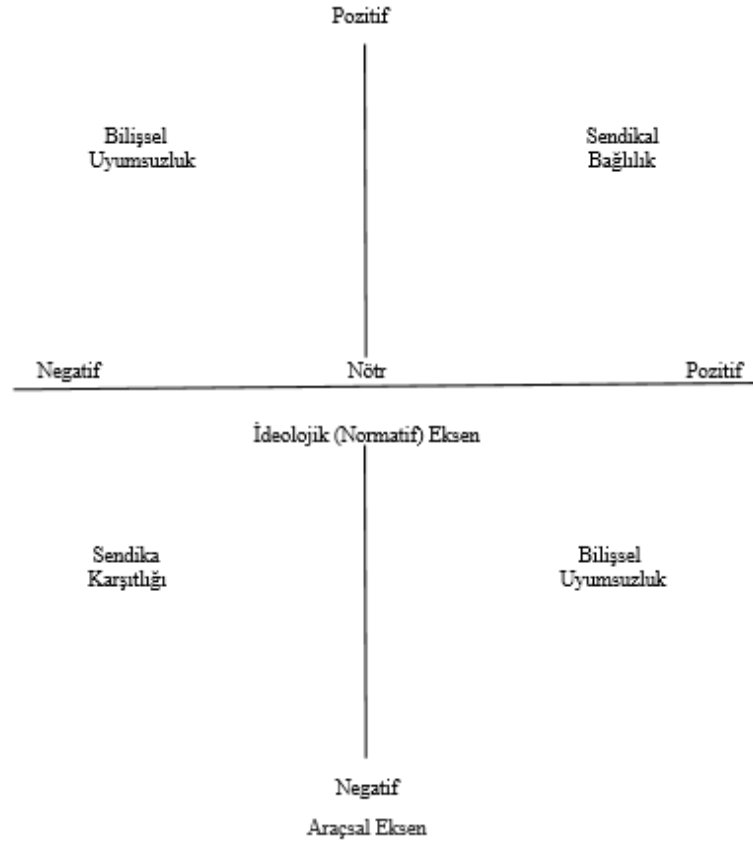 Pozitif
Bilişsel
Uyumsuzluk
Sendikal
Bağlılık
Negatif
Nötr
Pozitif
İdeolojik (Normatif) Eksen
Sendika
Karşıtlığı
Bilişsel
Uyumsuzluk
Negatif
Araçsal Eksen